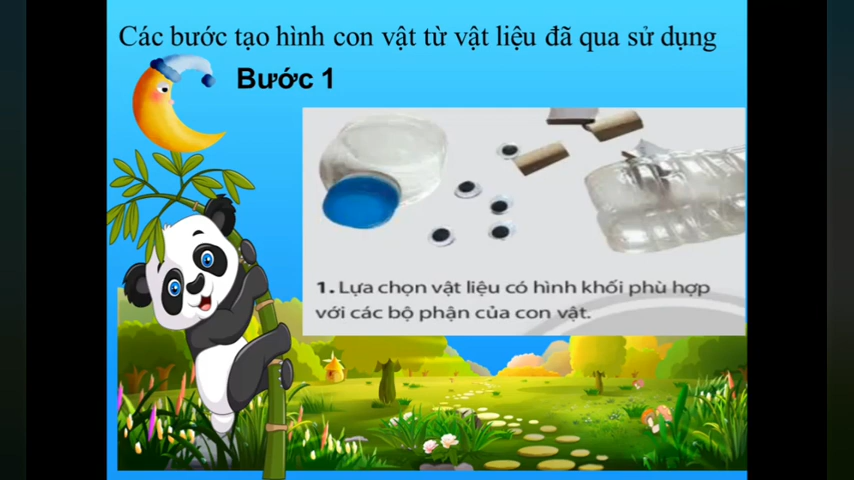 Các bước tạo hình con vật từ vật liệu đã qua sử dụng
Bước 1
1. Lựa chọn vật liệu có hình khối phù hợp
với các bộ phận của con vật.